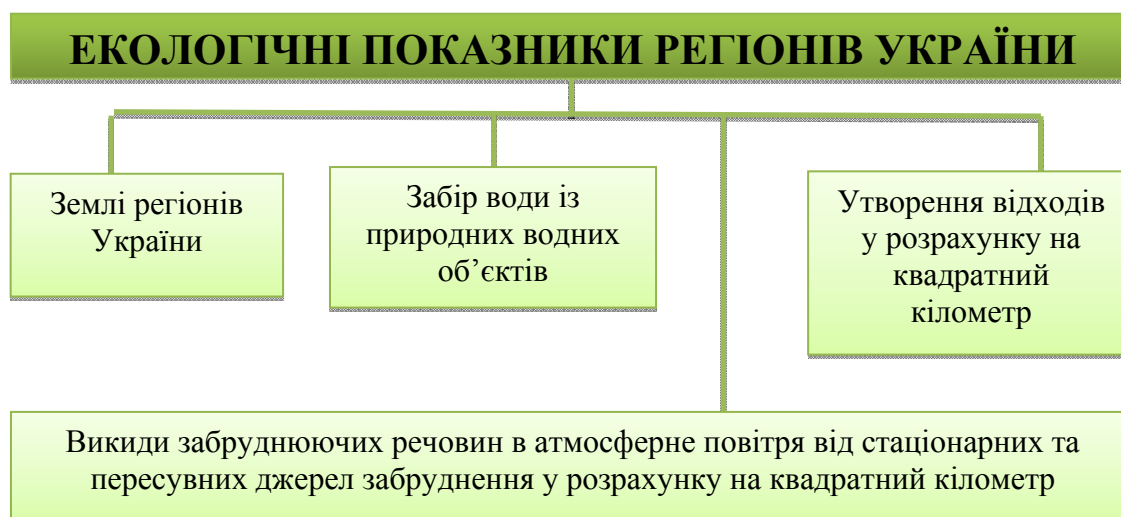 ЕКОЛОГІЧНІ ПОКАЗНИКИ РЕГІОНІВ УКРАЇНИ
Землі регіонів
України
Забір води із
природних водних
об’єктів
Утворення відходів
у розрахунку на
квадратний
кілометр
Викиди забруднюючих речовин в атмосферне повітря від стаціонарних та
пересувних джерел забруднення у розрахунку на квадратний кілометр